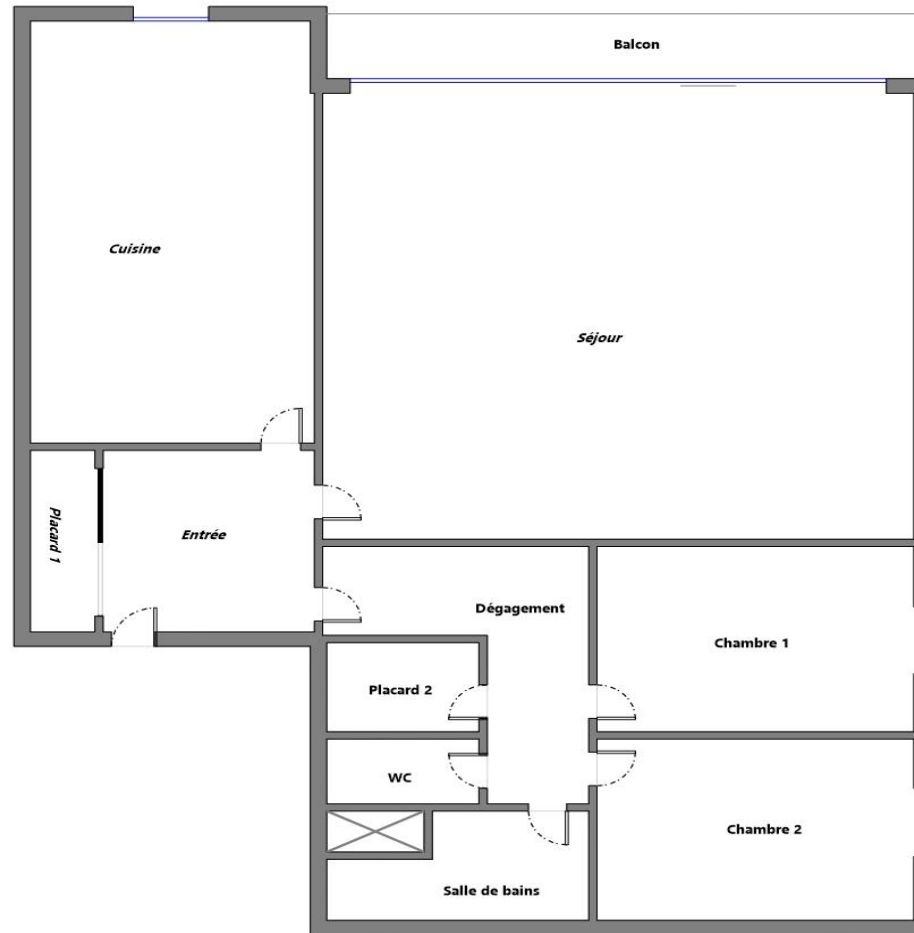 Balcon
Cuisine
Séjour
Placard 1
Entrée
Dégagement
Chambre 1
Placard 2
WC
Chambre 2
Salle de bains